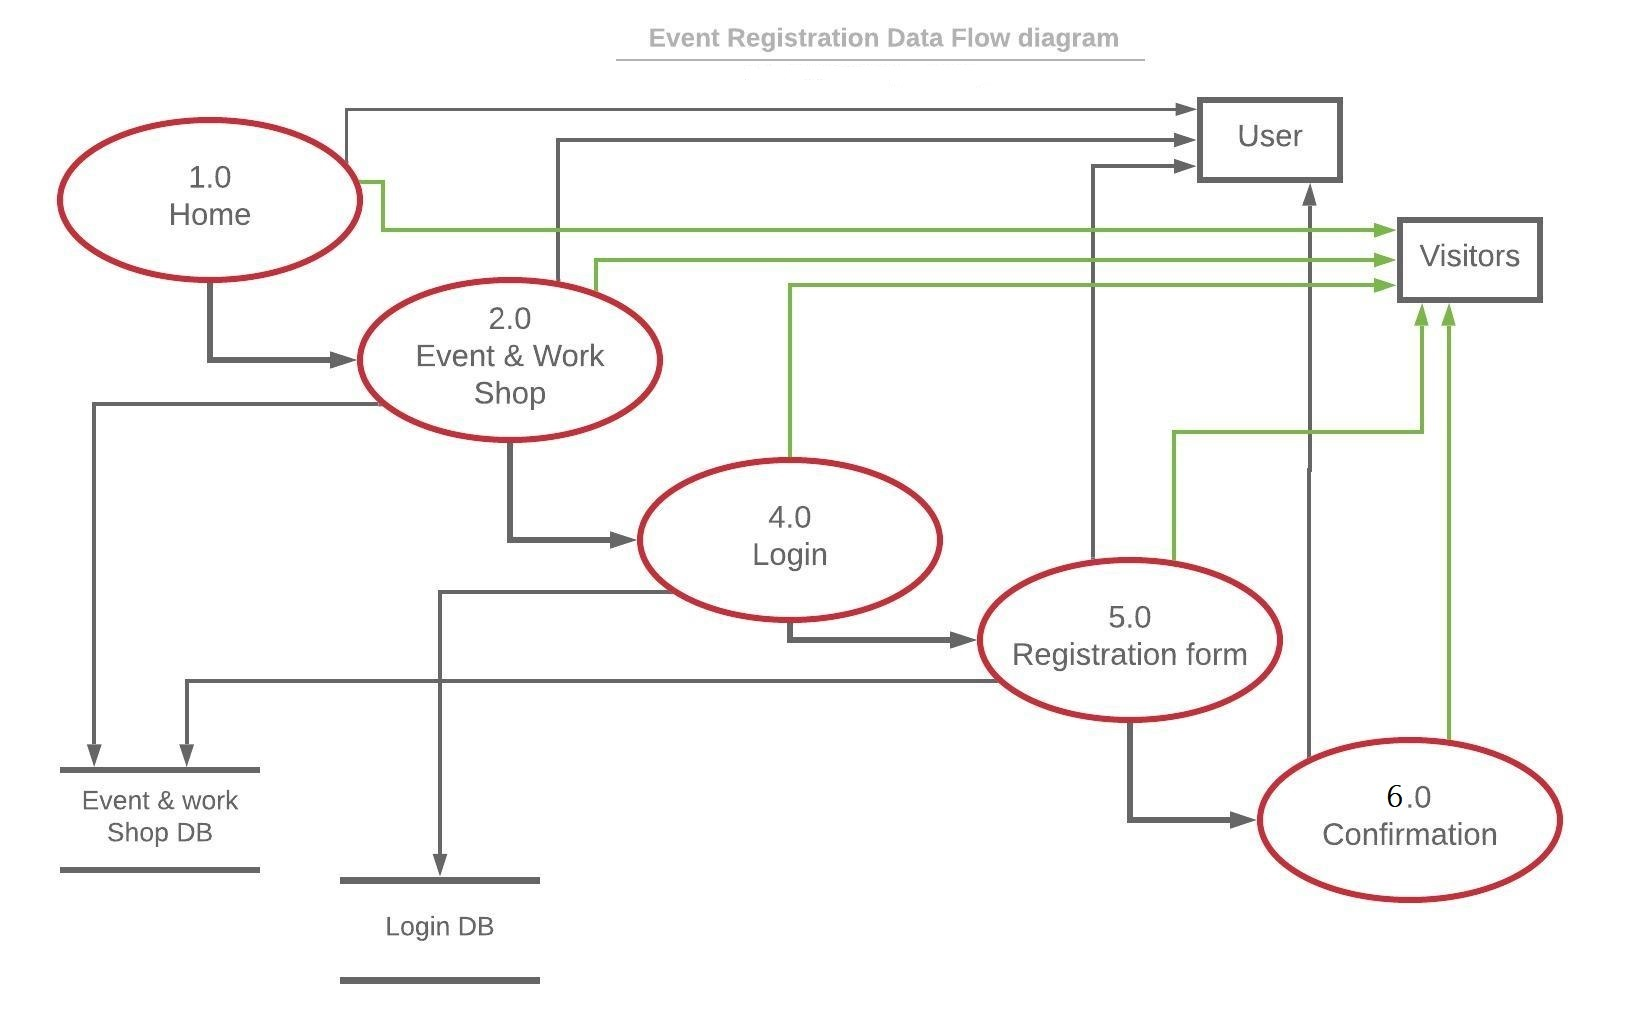 Event Registration Data Flow diagram
User
1.0
Home
Visitors
2.0
Event & Work
Shop
4.0
Login
5.0
Registration form
6.0
Confirmation
Event & work
Shop DB
Login DB